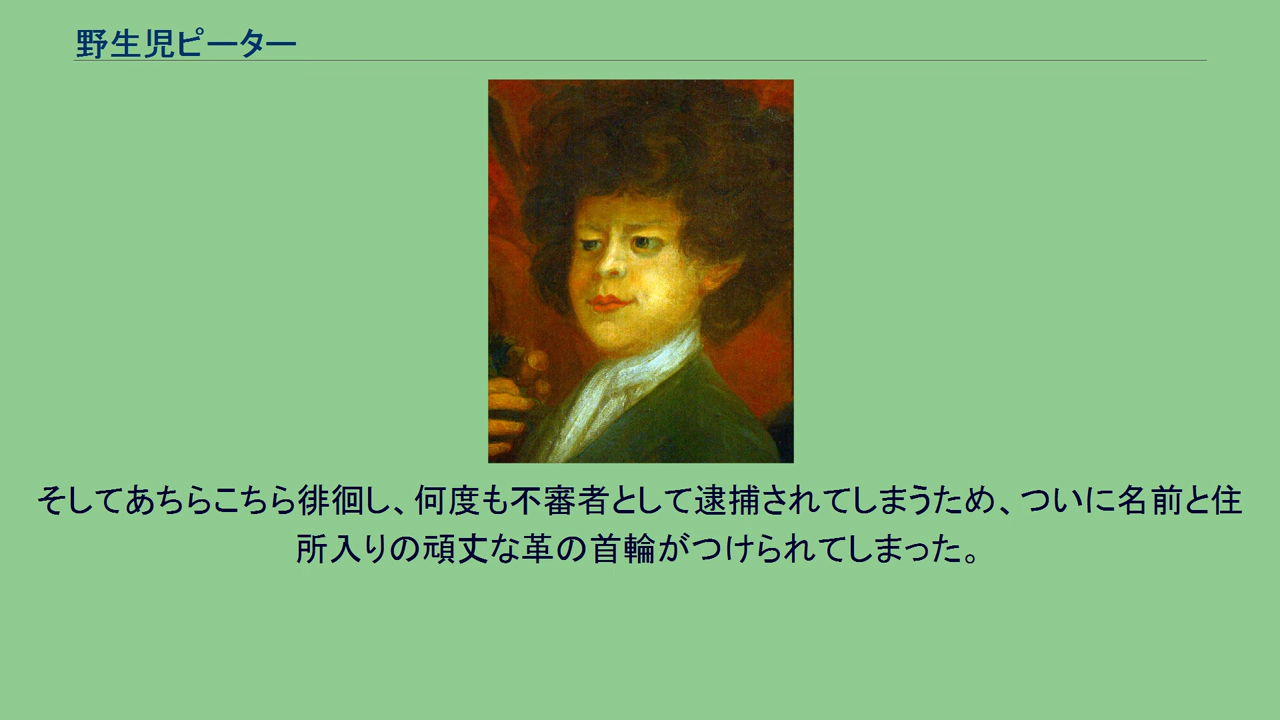 野生児ピーター
そしてあちらこちら徘徊し、何度も不審者として逮捕されてしまうため、ついに名前と住
所入りの頑丈な革の首輪がつけられてしまった。